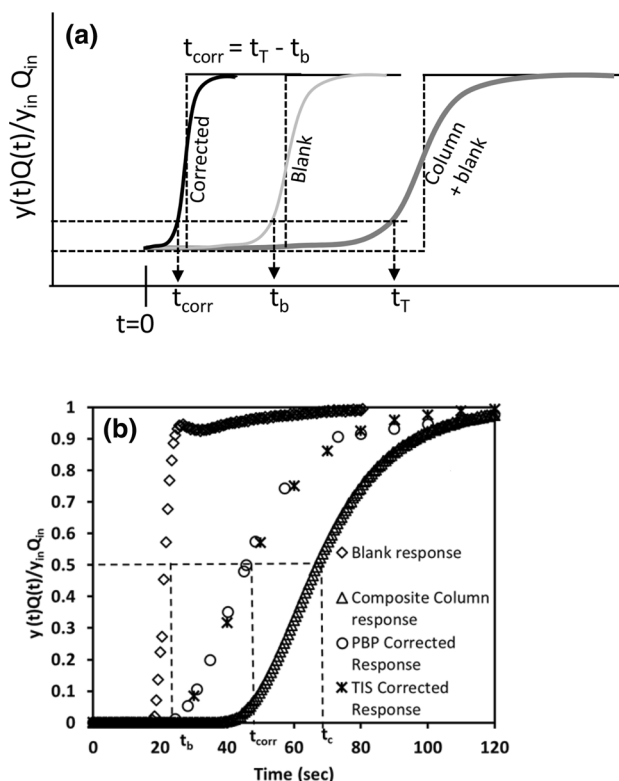 (a)
t_corr = t_T - t_b
y(t)Q(t)/y_in Q_in
Corrected
Blank
Column
+ blank
t_corr
t_b
t_T
t=0
(b)
y (t)Q(t)/y_inQ_in
1
0.9
0.8
0.7
0.6
0.5
0.4
0.3
0.2
0.1
0
Blank response
Composite Column
response
PBP Corrected
Response
TIS Corrected
Response
t_b
t_corr
t_c
0
20
40
60
80
100
120
Time (sec)